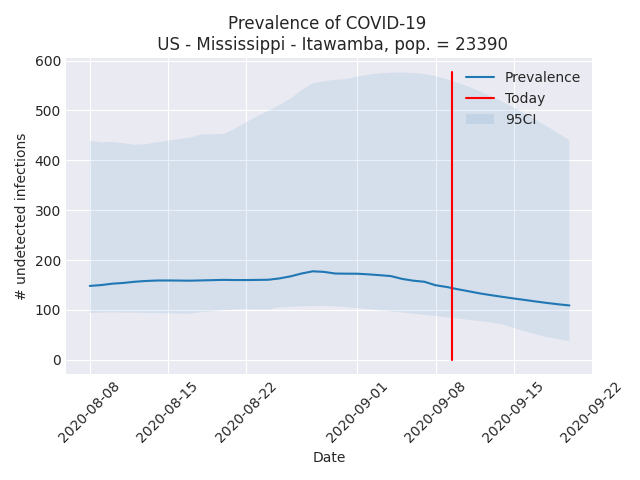 Prevalence of COVID-19
US - Mississippi - Itawamba, pop. = 23390
Prevalence
Today
95CI
# undetected infections
600
500
400
300
200
100
0
2020-08-08
2020-08-15
2020-08-22
2020-09-01
2020-09-08
2020-09-15
2020-09-22
Date